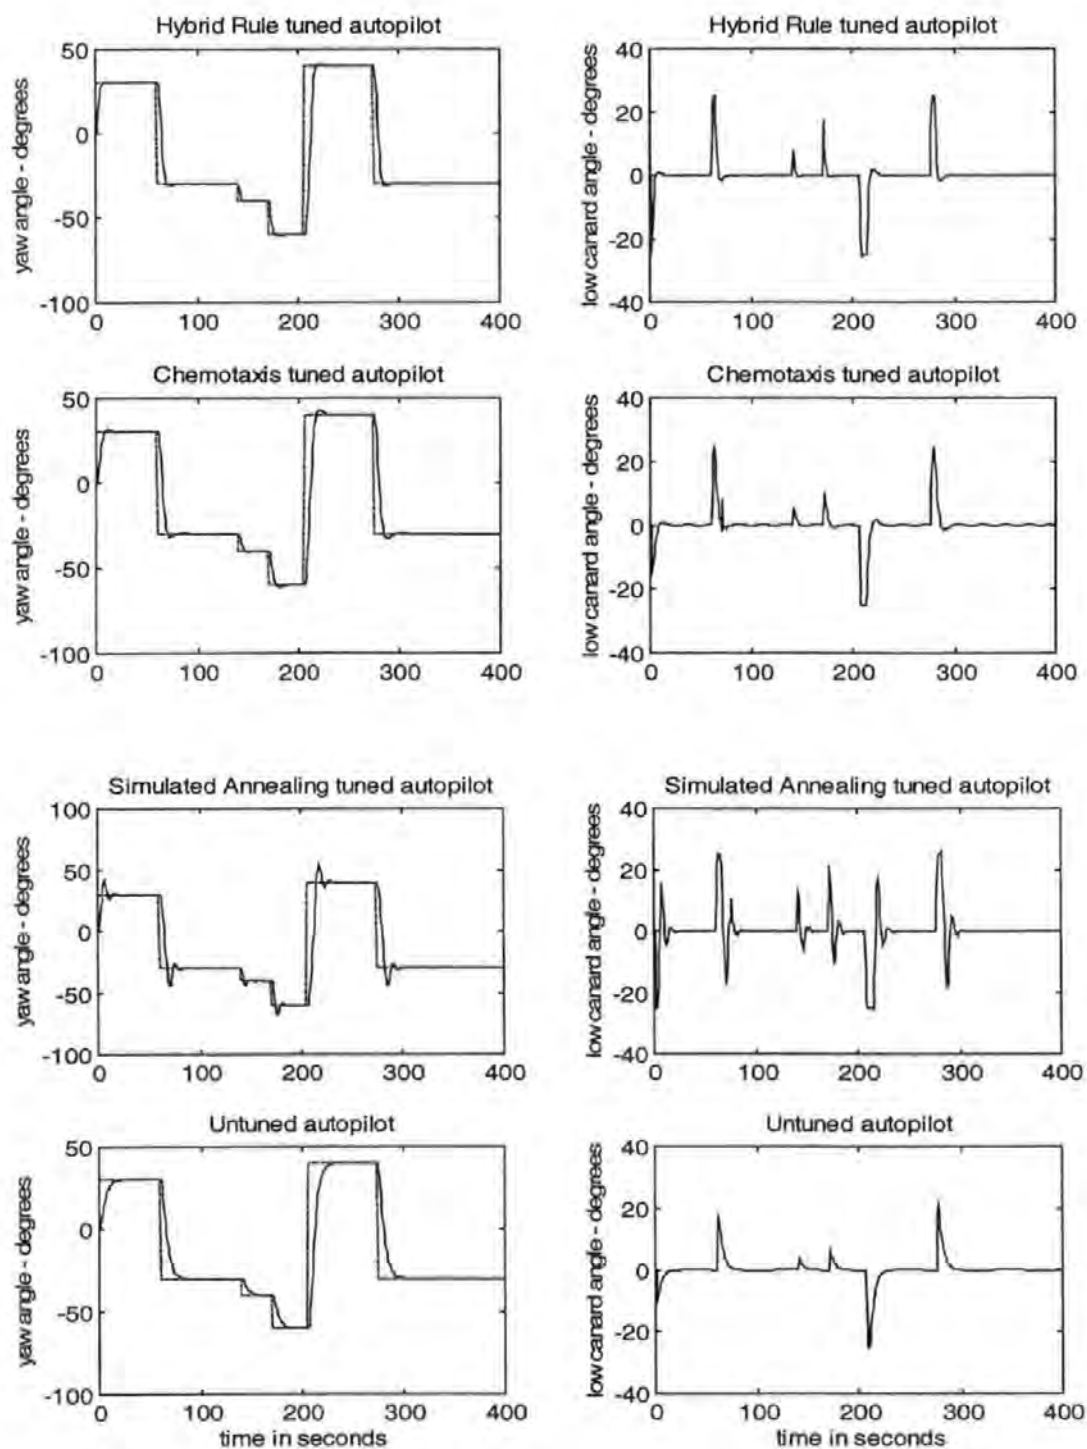 Hybrid Rule tuned autopilot
50
0
-50
-100
yaw angle - degrees
0 100 200 300 400
Hybrid Rule tuned autopilot
40
20
0
-20
-40
low canard angle - degrees
0 100 200 300 400
Chemotaxis tuned autopilot
50
0
-50
-100
yaw angle - degrees
0 100 200 300 400
Chemotaxis tuned autopilot
40
20
0
-20
-40
low canard angle - degrees
0 100 200 300 400
Simulated Annealing tuned autopilot
100
50
0
-50
-100
yaw angle - degrees
0 100 200 300 400
Simulated Annealing tuned autopilot
40
20
0
-20
-40
low canard angle - degrees
0 100 200 300 400
Untuned autopilot
50
0
-50
-100
yaw angle - degrees
0 100 200 300 400
time in seconds
Untuned autopilot
40
20
0
-20
-40
low canard angle - degrees
0 100 200 300 400
time in seconds